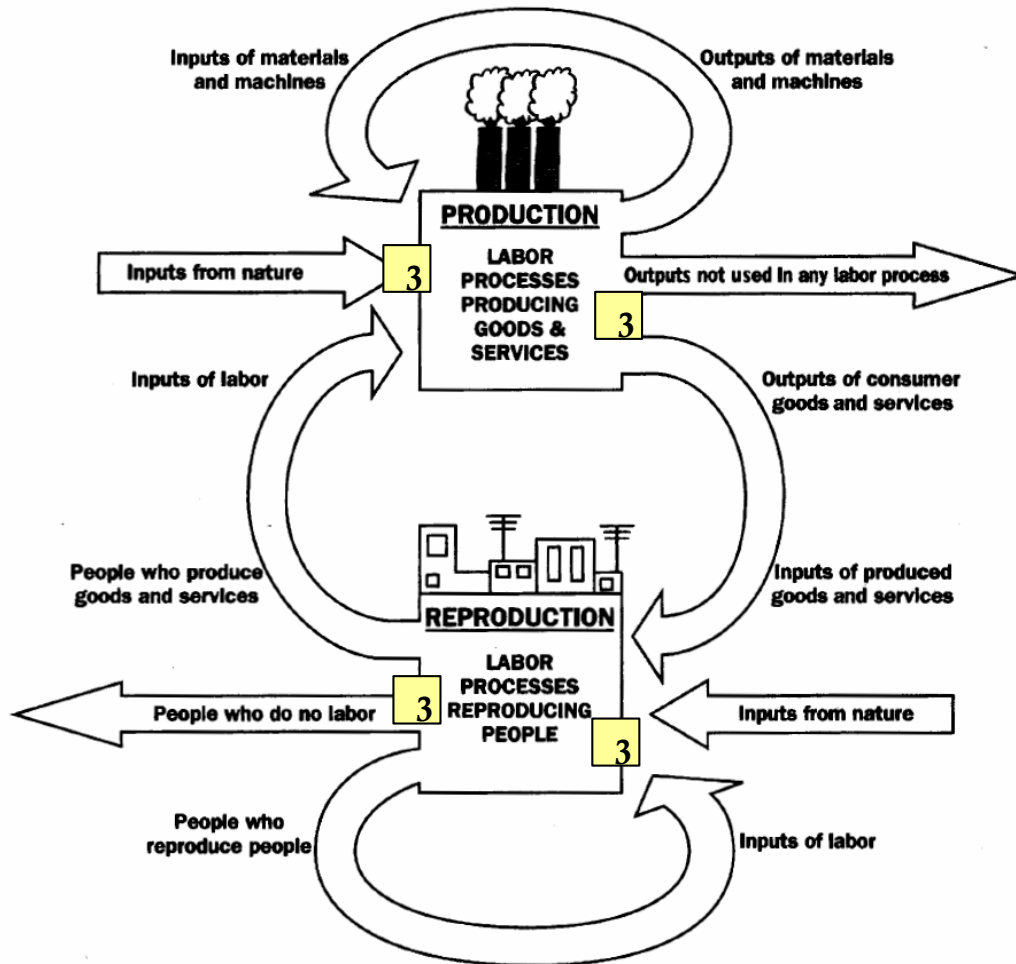 Inputs of materials
and machines
Outputs of materials
and machines
PRODUCTION
LABOR
PROCESSES
PRODUCING
GOODS &
SERVICES
Inputs from nature
3
Outputs not used in any labor process
3
Inputs of labor
Outputs of consumer
goods and services
People who produce
goods and services
Inputs of produced
goods and services
REPRODUCTION
LABOR
PROCESSES
REPRODUCING
PEOPLE
People who do no labor
3
Inputs from nature
3
People who
reproduce people
Inputs of labor